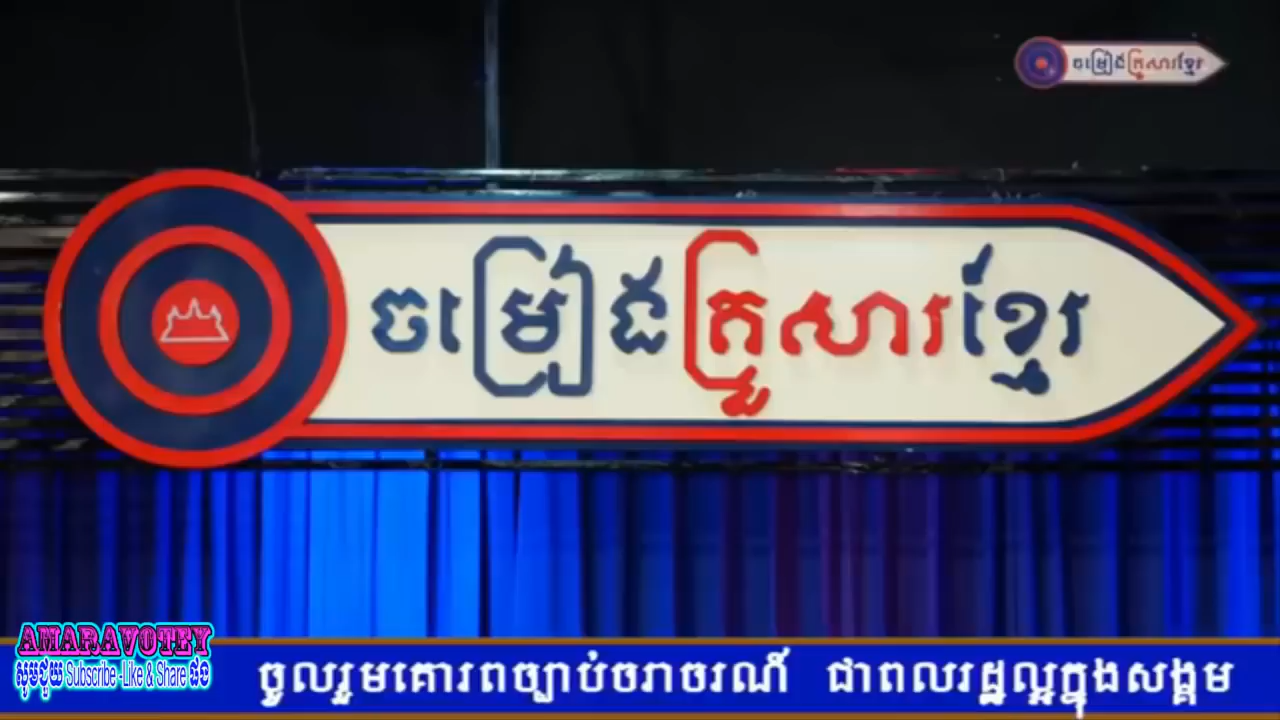 ចម្រៀងគ្រួសារខ្មែរ
ចម្រៀងគ្រួសារខ្មែរ
AMARAVOTEY
សូមជួយ Subscribe -Like & Share ផង
ចូលរួមគោរពច្បាប់ចរាចរណ៍ ជាពលរដ្ឋល្អក្នុងសង្គម